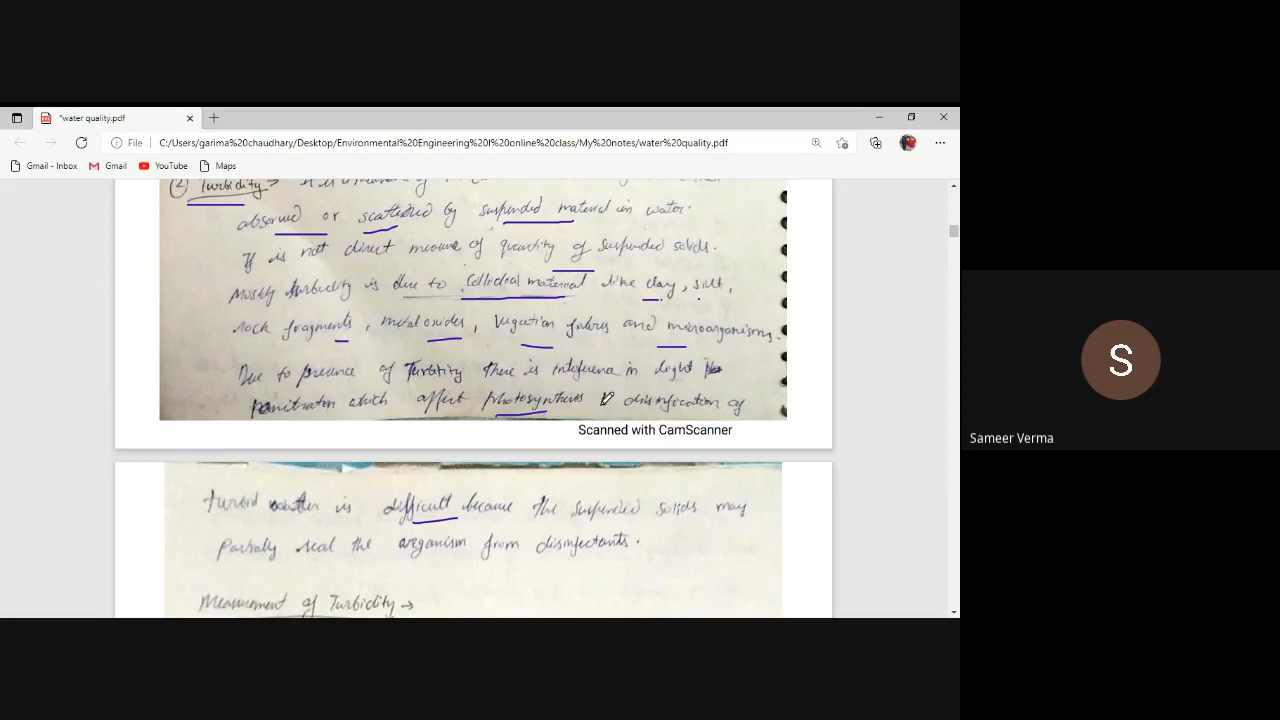 *water quality.pdf
File
C:/Users/garima%20chaudhary/Desktop/Environmental%20Engineering%20I%20online%20class/My%20notes/water%20quality.pdf
Gmail - Inbox
Gmail
YouTube
Maps
(2) Turbidity → It is a measure of
absorbed or scattered by suspended material in water.
It is not direct measure of quantity of suspended solids.
Mostly turbidity is due to colloidal material like clay, silt,
rock fragments, metal oxides, vegetation fibres and microorganisms.
Due to presence of Turbidity there is interference in light
which affect photosynthesis & disinfication of
turbid water is difficult because the suspended solids may
partially seal the organism from disinfectants.
Measurement of Turbidity →
Scanned with CamScanner
S
Sameer Verma